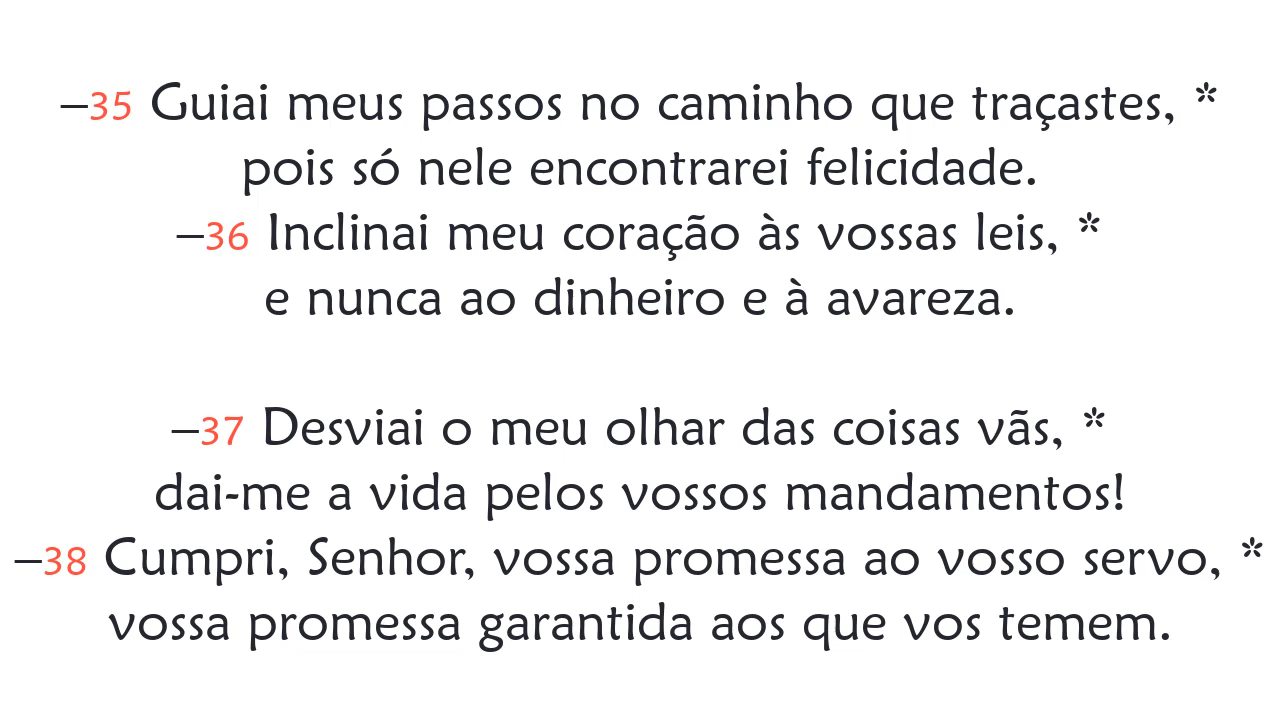 –35 Guiai meus passos no caminho que traçastes, *
pois só nele encontrarei felicidade.
–36 Inclinai meu coração às vossas leis, *
e nunca ao dinheiro e à avareza.
–37 Desviai o meu olhar das coisas vãs, *
dai-me a vida pelos vossos mandamentos!
–38 Cumpri, Senhor, vossa promessa ao vosso servo, *
vossa promessa garantida aos que vos temem.